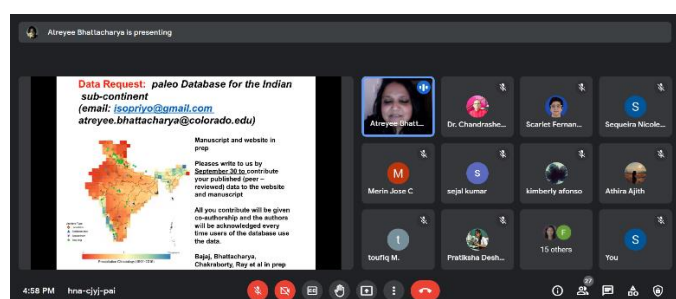 Atreyee Bhattacharya is presenting
Data Request: paleo Database for the Indian
sub-continent
(email: isopriyo@gmail.com
atreyee.bhattacharya@colorado.edu)
Manuscript and website in
prep
Pleases write to us by
September 30 to contribute
your published (peer –
reviewed) data to the website
and manuscript
All you contribute will be given
co-authorship and the authors
will be acknowledged every
time users of the database use
the data.
Bajaj, Bhattacharya,
Chakraborty, Ray et al in prep
Atreyee Bhatt...
Dr. Chandrashe...
Scarlet Fernan...
S
Sequeira Nicole...
M
Merin Jose C
s
sejal kumar
kimberly afonso
Athira Ajith
t
toufiq M.
Pratiksha Desh...
F
15 others
S
You
4:58 PM
hna-cjyj-pai
27